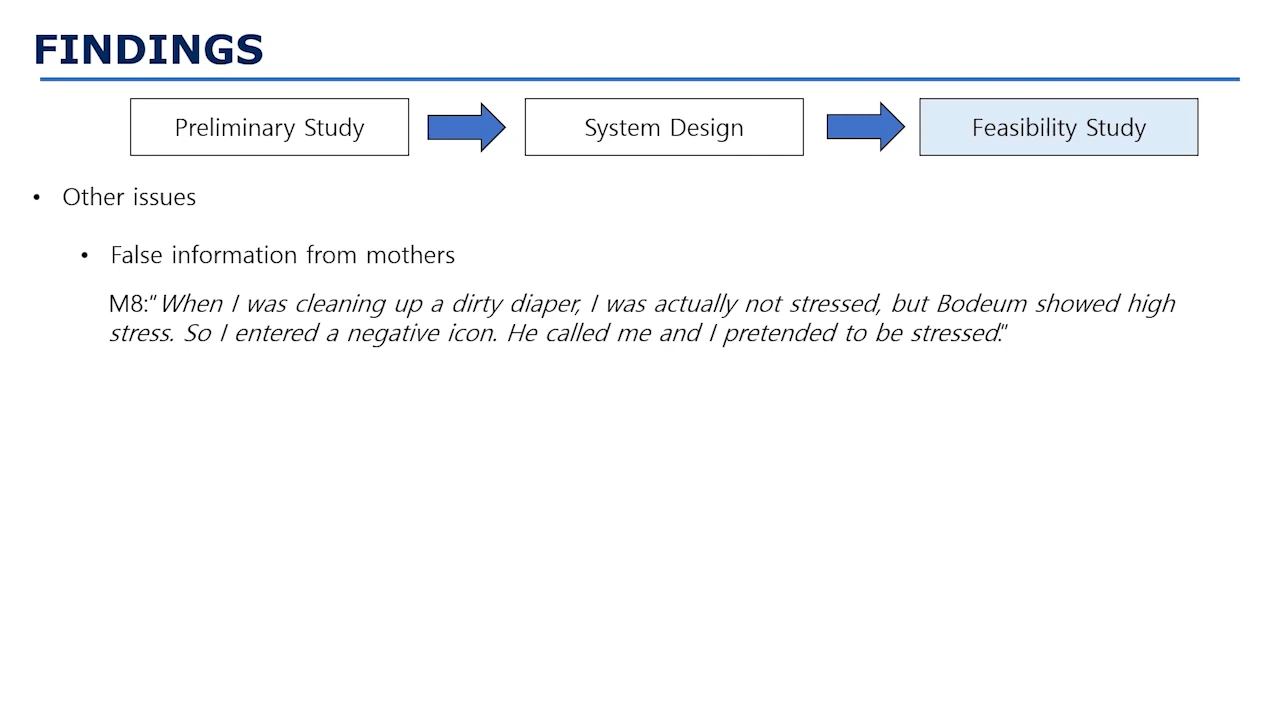 FINDINGS
Preliminary Study
System Design
Feasibility Study
• Other issues
• False information from mothers
M8:"When I was cleaning up a dirty diaper, I was actually not stressed, but Bodeum showed high
stress. So I entered a negative icon. He called me and I pretended to be stressed."